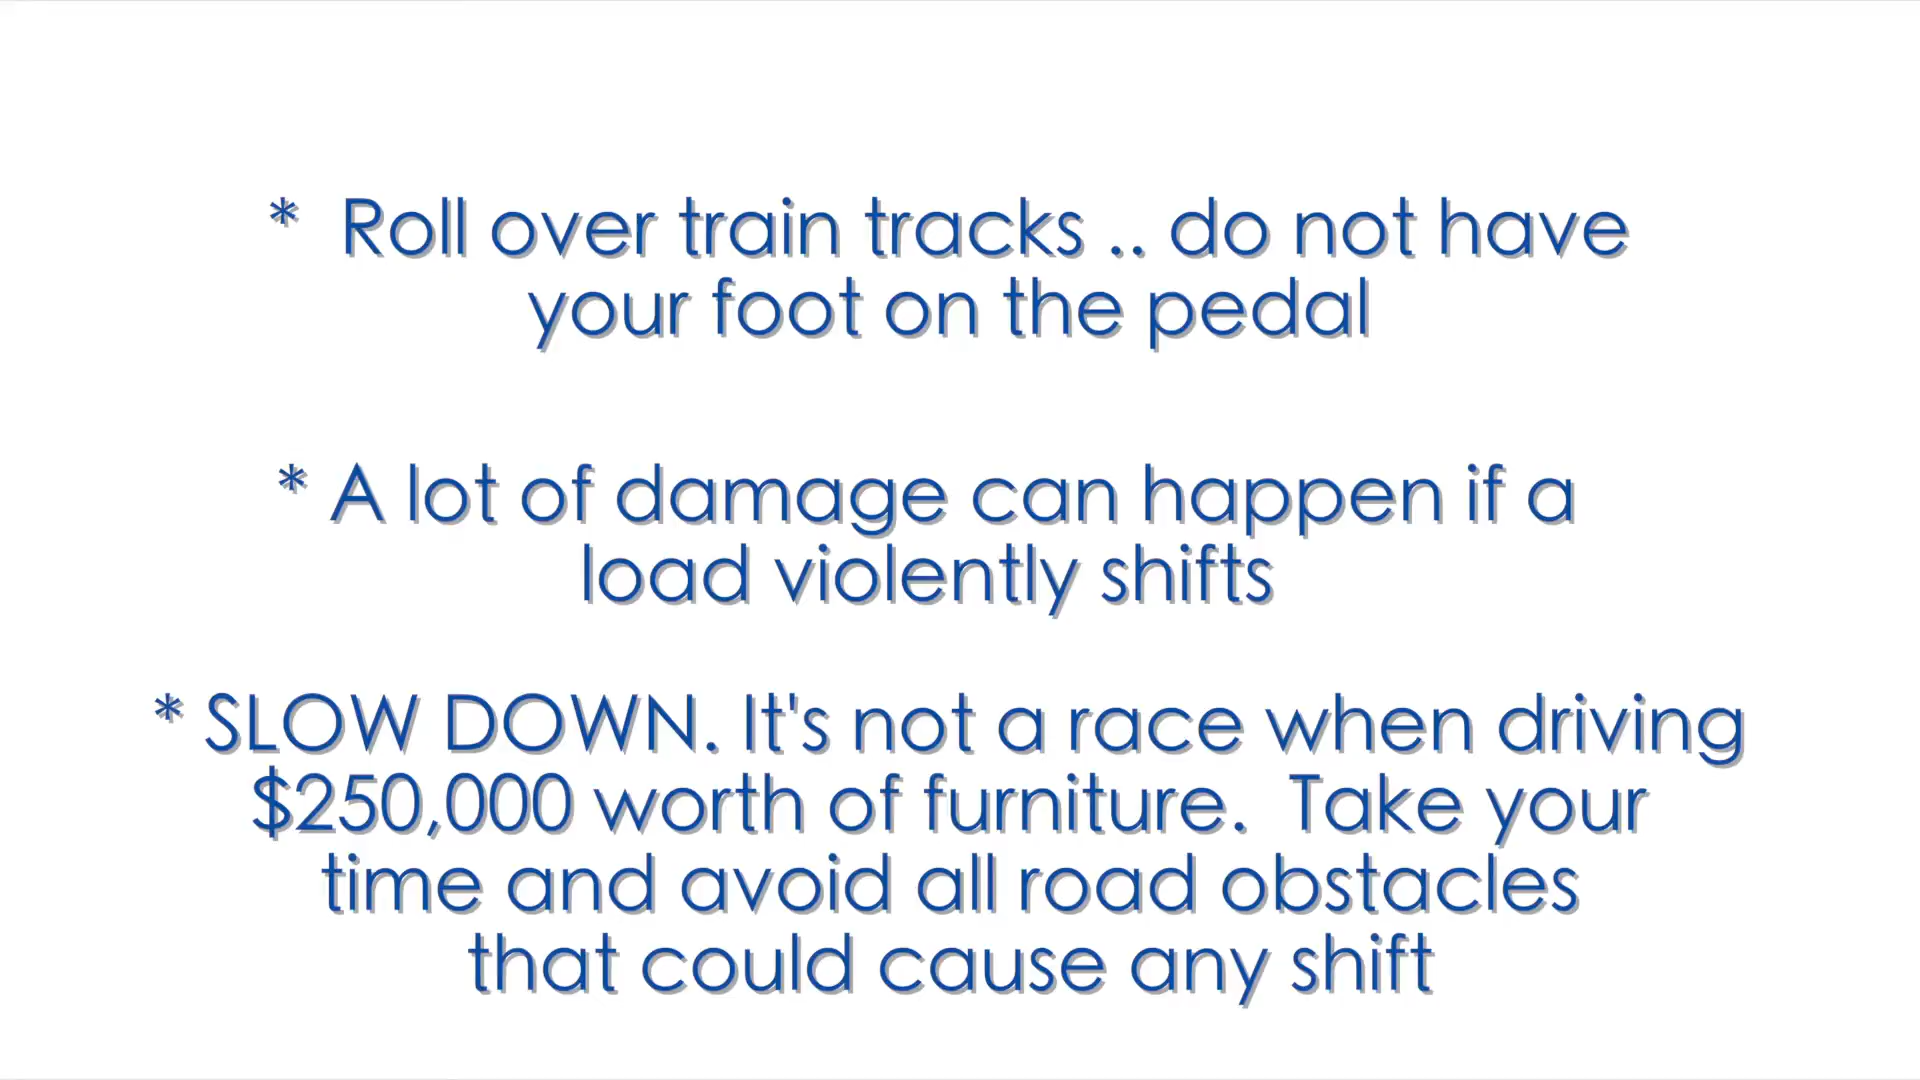 * Roll over train tracks .. do not have
your foot on the pedal
* A lot of damage can happen if a
load violently shifts
* SLOW DOWN. It's not a race when driving
$250,000 worth of furniture. Take your
time and avoid all road obstacles
that could cause any shift